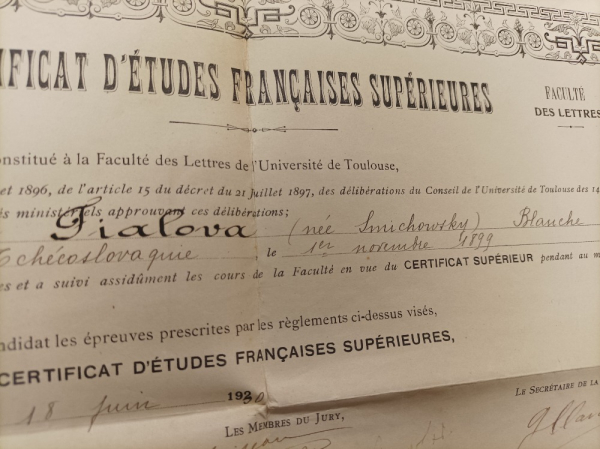 IFICAT D'ÉTUDES FRANÇAISES SUPÉRIEURES
FACULTÉ
DES LETTRES
onstitué à la Faculté des Lettres de l'Université de Toulouse,
et 1896, de l'article 15 du décret du 21 juillet 1897, des délibérations du Conseil de l'Université de Toulouse des 14
és ministériels approuvant ces délibérations;
Fialova (née Smichowsky) Blanche
Tchécoslovaquie le 1er novembre 1899
es et a suivi assidûment les cours de la Faculté en vue du CERTIFICAT SUPÉRIEUR pendant au m
ndidat les épreuves prescrites par les règlements ci-dessus visés,
CERTIFICAT D'ÉTUDES FRANÇAISES SUPÉRIEURES,
18 juin 1930
LES MEMBRES DU JURY,
LE SECRÉTAIRE DE LA